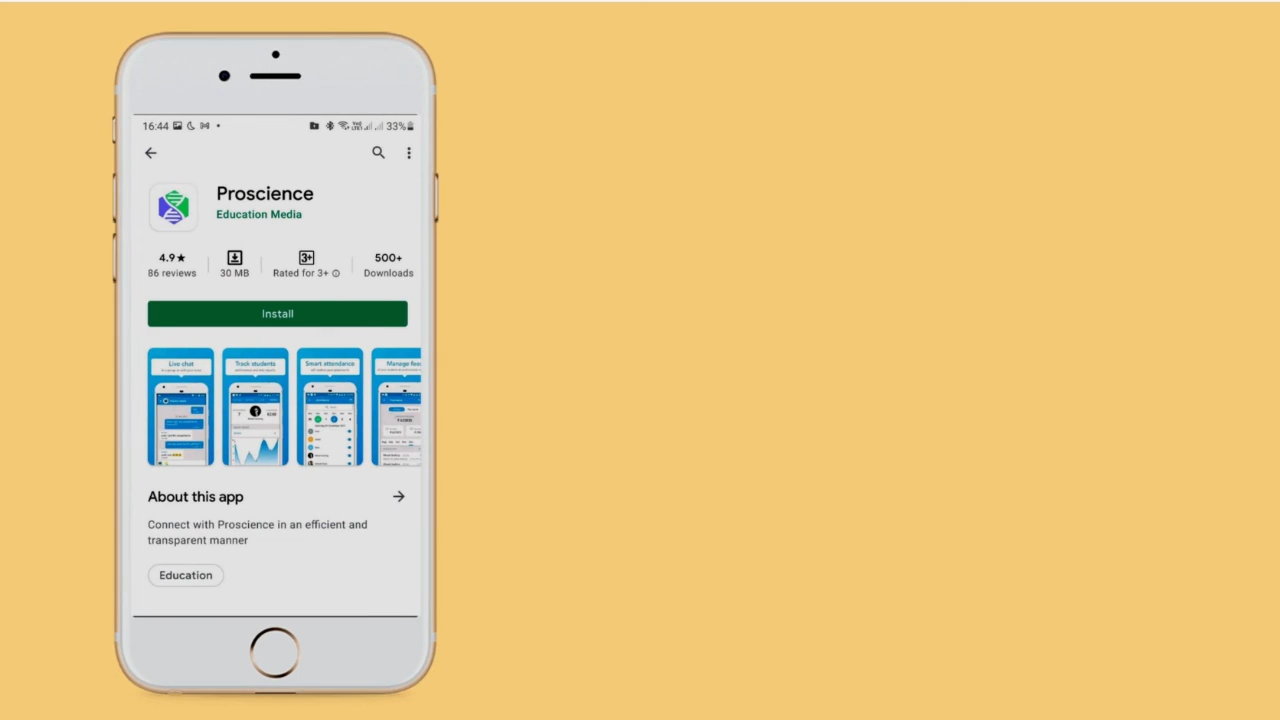 16:44
33%
Proscience
Education Media
4.9★
86 reviews
30 MB
3+
Rated for 3+
500+
Downloads
Install
Live chat
Track students
Smart attendance
Manage fees
About this app
Connect with Proscience in an efficient and
transparent manner
Education